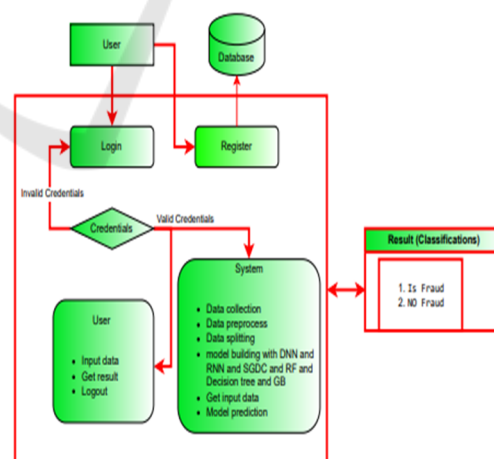 User
Database
Login
Register
Invalid Credentials
Credentials
Valid Credentials
System
• Data collection
• Data preprocess
• Data splitting
• model building with DNN and
RNN and SGDC and RF and
Decision tree and GB
• Get input data
• Model prediction
User
• Input data
• Get result
• Logout
Result (Classifications)
1. Is Fraud
2. NO Fraud